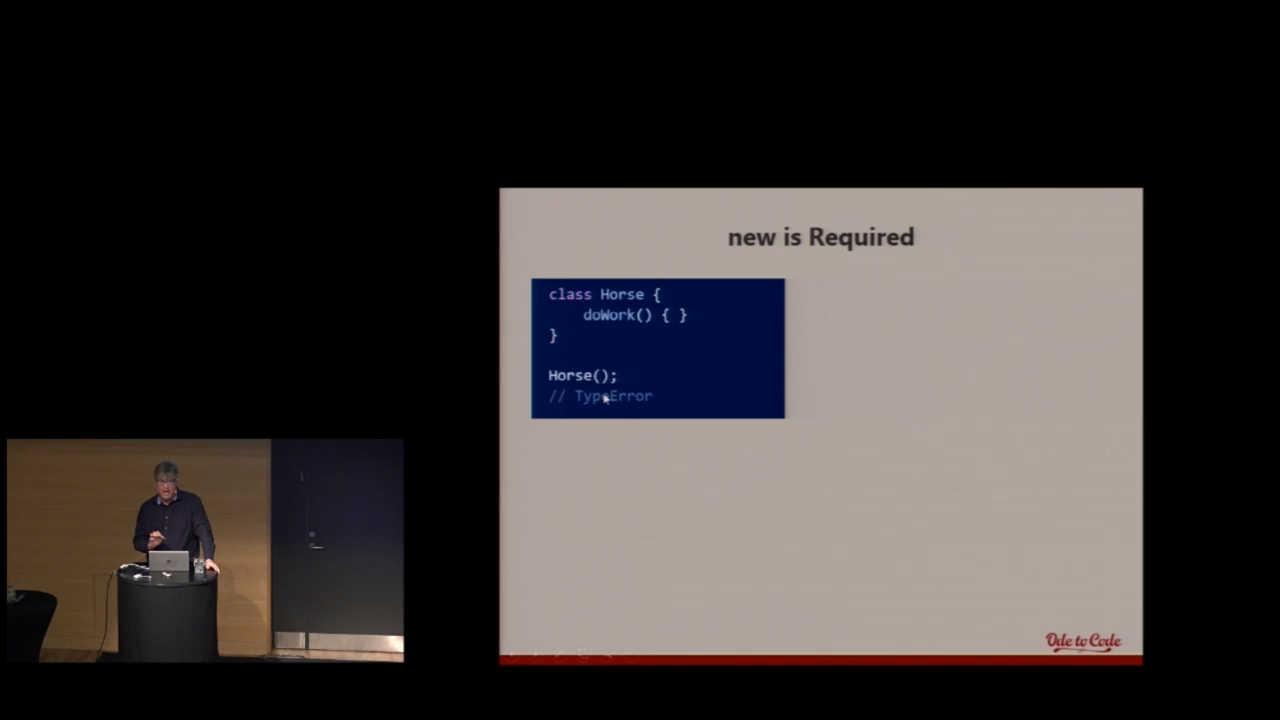 new is Required
class Horse {
doWork() { }
}
Horse();
// TypeError
Ode to Code